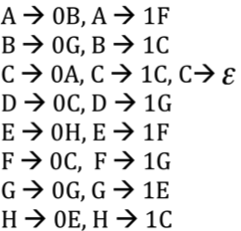 A → 0B, A → 1F
B → 0G, B → 1C
C → 0A, C → 1C, C→ ε
D → 0C, D → 1G
E → 0H, E → 1F
F → 0C,  F → 1G
G → 0G, G → 1E
H → 0E, H → 1C